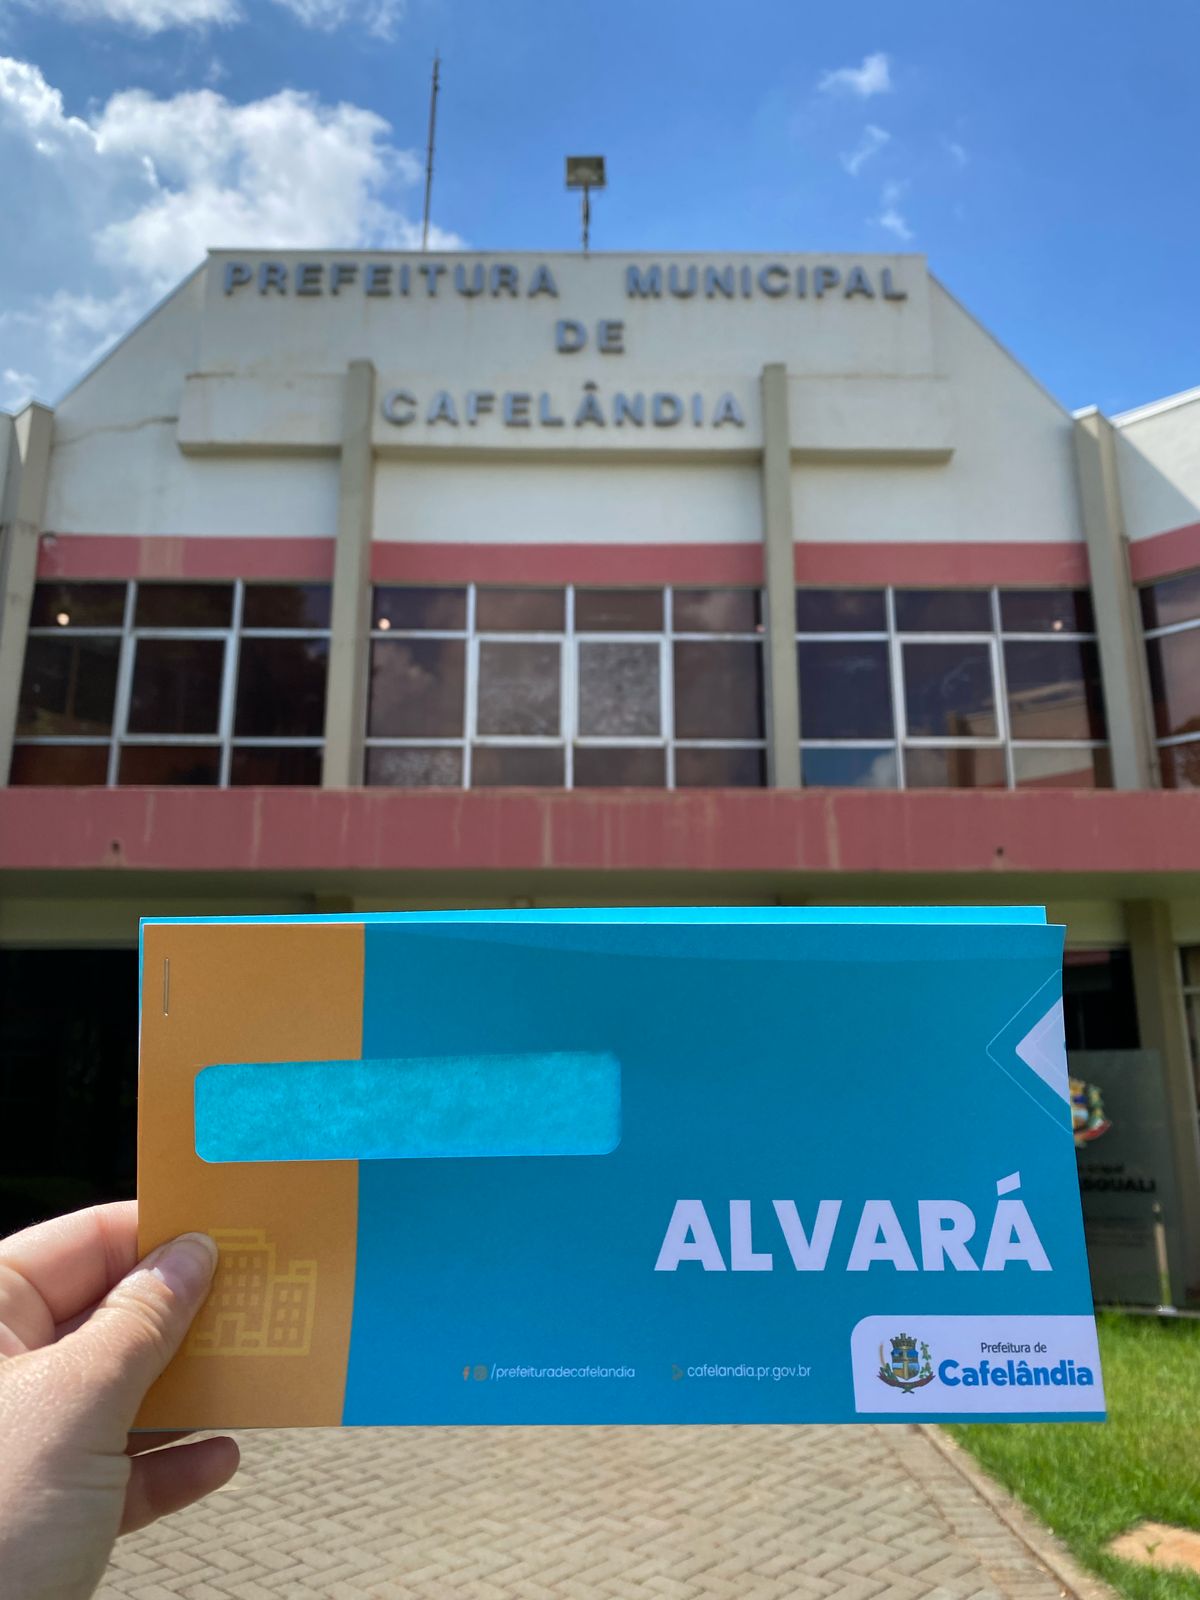 PREFEITURA MUNICIPAL
DE
CAFELÂNDIA
ALVARÁ
/prefeituradecafelandia
cafelandia.pr.gov.br
Prefeitura de
Cafelândia